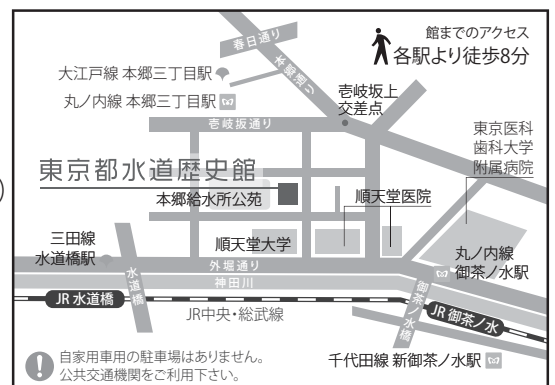 館までのアクセス
各駅より徒歩8分
春日通り
本郷通り
大江戸線 本郷三丁目駅
丸ノ内線 本郷三丁目駅
壱岐坂上
交差点
壱岐坂通り
東京医科
歯科大学
附属病院
東京都水道歴史館
本郷給水所公苑
順天堂医院
三田線
水道橋駅
順天堂大学
丸ノ内線
御茶ノ水駅
外堀通り
神田川
水道橋
御茶ノ水橋
JR 水道橋
JR中央・総武線
JR 御茶ノ水
自家用車用の駐車場はありません。
公共交通機関をご利用下さい。
千代田線 新御茶ノ水駅